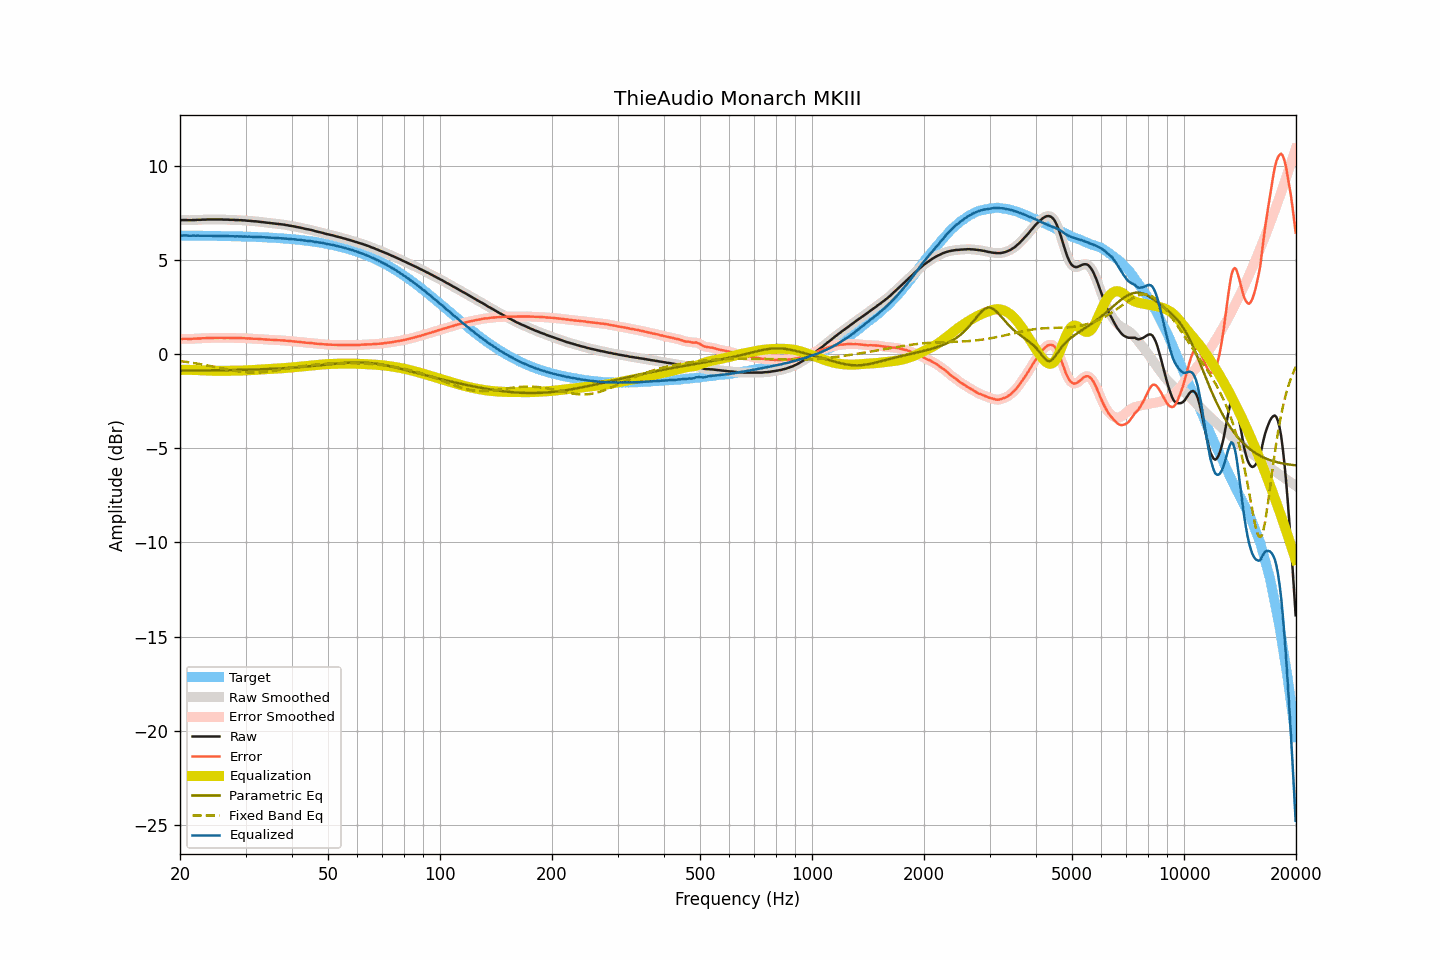 ThieAudio Monarch MKIII
10
5
0
−5
−10
−15
−20
−25
Amplitude (dBr)
Target
Raw Smoothed
Error Smoothed
Raw
Error
Equalization
Parametric Eq
Fixed Band Eq
Equalized
20 50 100 200 500 1000 2000 5000 10000 20000
Frequency (Hz)